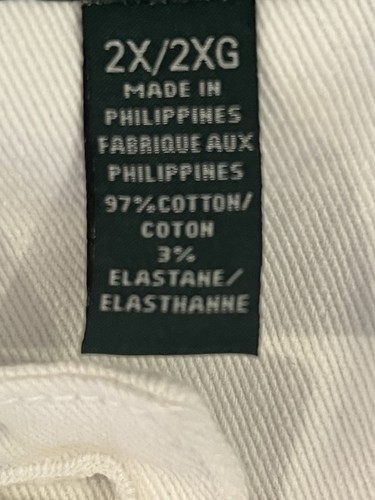 2X/2XG
MADE IN
PHILIPPINES
FABRIQUE AUX
PHILIPPINES
97% COTTON/
COTON
3%
ELASTANE/
ELASTHANNE